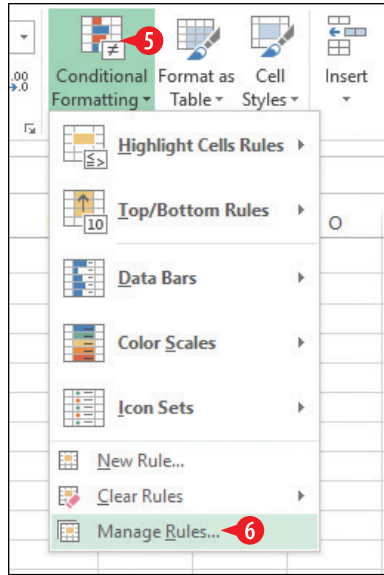 5
.00
.0
Conditional Format as Cell Insert
Formatting Table Styles
≤>
Highlight Cells Rules
10
Top/Bottom Rules
O
Data Bars
Color Scales
Icon Sets
New Rule...
Clear Rules
Manage Rules... 6